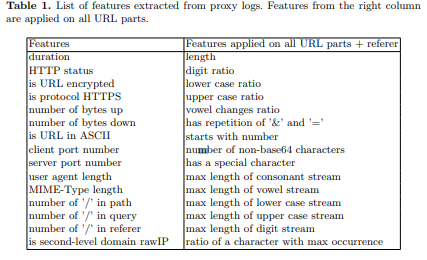 Table 1. List of features extracted from proxy logs. Features from the right column
are applied on all URL parts.
Features Features applied on all URL parts + referer
duration length
HTTP status digit ratio
is URL encrypted lower case ratio
is protocol HTTPS upper case ratio
number of bytes up vowel changes ratio
number of bytes down has repetition of '&' and '='
is URL in ASCII starts with number
client port number number of non-base64 characters
server port number has a special character
user agent length max length of consonant stream
MIME-Type length max length of vowel stream
number of '/' in path max length of lower case stream
number of '/' in query max length of upper case stream
number of '/' in referer max length of digit stream
is second-level domain rawIP ratio of a character with max occurrence